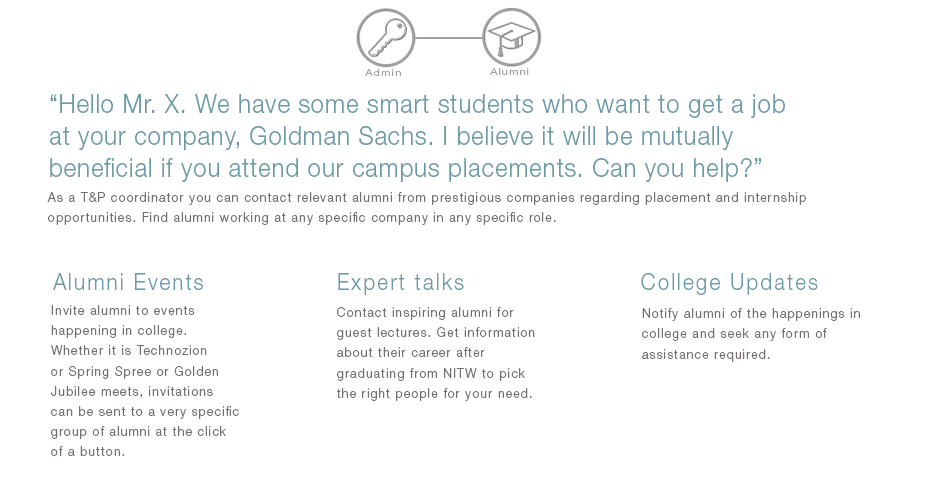 Admin
Alumni
“Hello Mr. X. We have some smart students who want to get a job
at your company, Goldman Sachs. I believe it will be mutually
beneficial if you attend our campus placements. Can you help?”
As a T&P coordinator you can contact relevant alumni from prestigious companies regarding placement and internship
opportunities. Find alumni working at any specific company in any specific role.
Alumni Events
Invite alumni to events
happening in college.
Whether it is Technozion
or Spring Spree or Golden
Jubilee meets, invitations
can be sent to a very specific
group of alumni at the click
of a button.
Expert talks
Contact inspiring alumni for
guest lectures. Get information
about their career after
graduating from NITW to pick
the right people for your need.
College Updates
Notify alumni of the happenings in
college and seek any form of
assistance required.